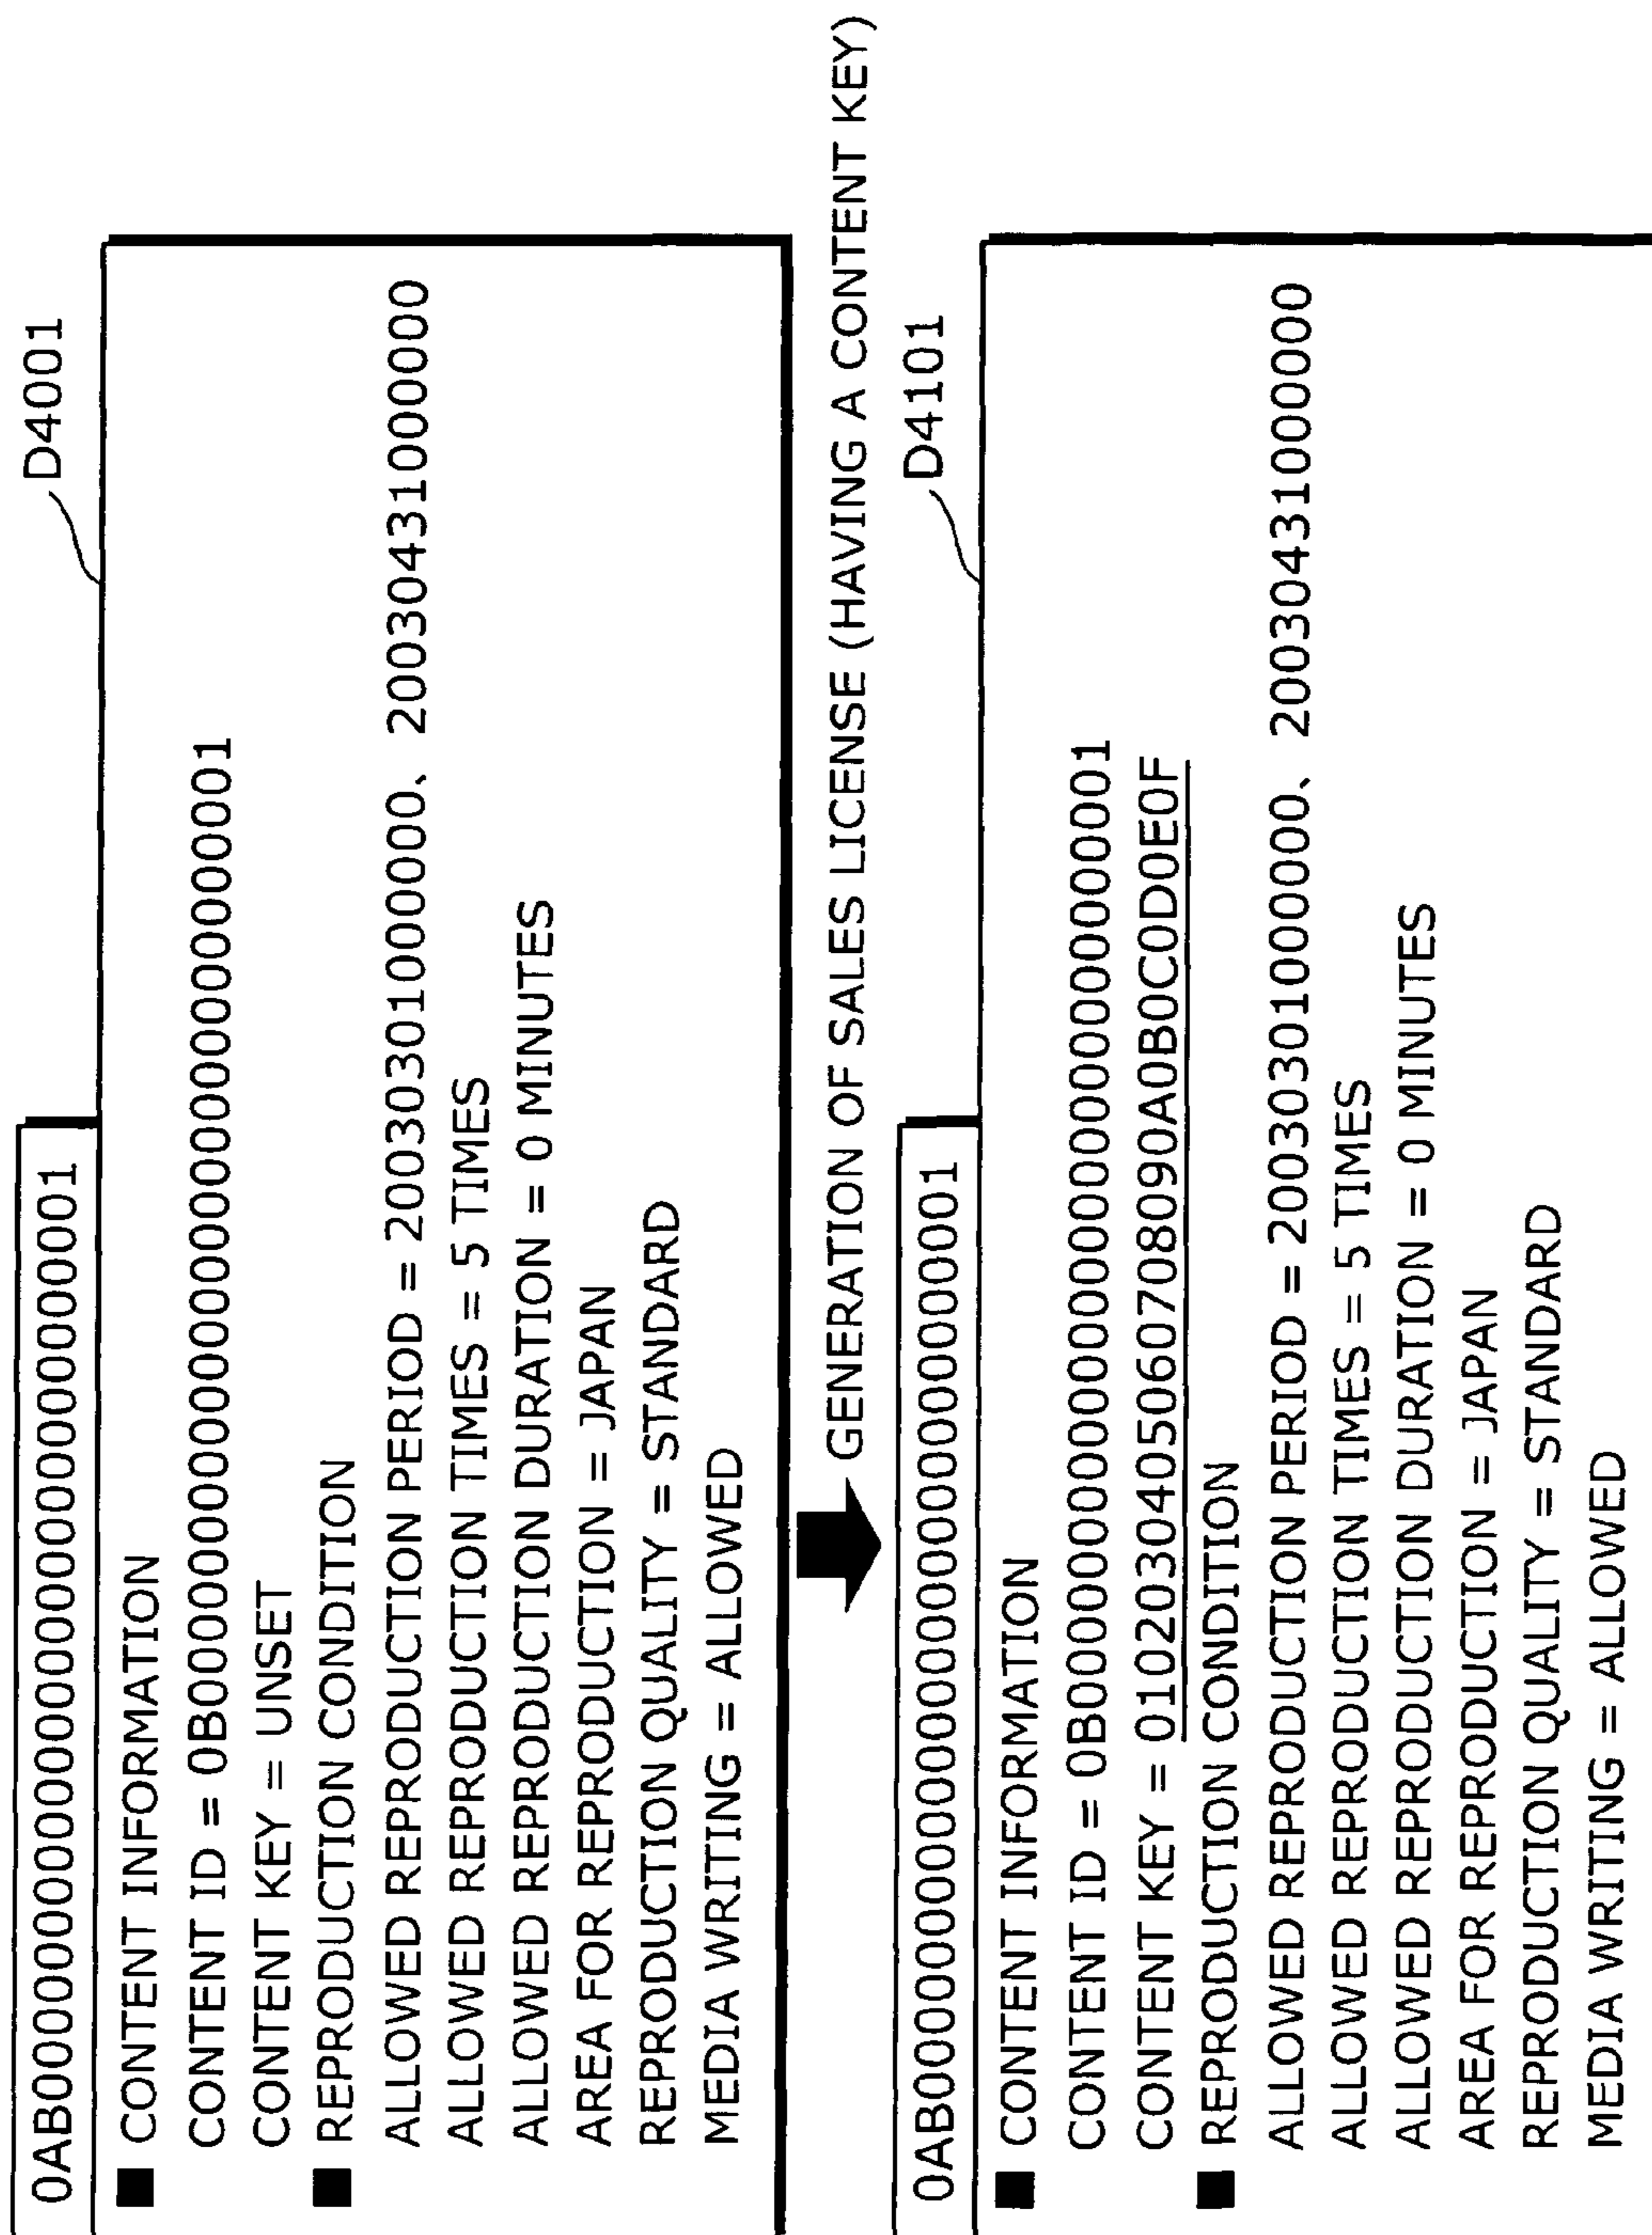 0AB00000000000000000000000000001
D4001
■ CONTENT INFORMATION
CONTENT ID = 0B000000000000000000000000000001
CONTENT KEY = UNSET
■ REPRODUCTION CONDITION
ALLOWED REPRODUCTION PERIOD = 20030301000000、 20030431000000
ALLOWED REPRODUCTION TIMES = 5 TIMES
ALLOWED REPRODUCTION DURATION = 0 MINUTES
AREA FOR REPRODUCTION = JAPAN
REPRODUCTION QUALITY = STANDARD
MEDIA WRITING = ALLOWED
GENERATION OF SALES LICENSE (HAVING A CONTENT KEY)
0AB00000000000000000000000000001
D4101
■ CONTENT INFORMATION
CONTENT ID = 0B000000000000000000000000000001
CONTENT KEY = 0102030405060708090A0B0C0D0E0F
■ REPRODUCTION CONDITION
ALLOWED REPRODUCTION PERIOD = 20030301000000、 20030431000000
ALLOWED REPRODUCTION TIMES = 5 TIMES
ALLOWED REPRODUCTION DURATION = 0 MINUTES
AREA FOR REPRODUCTION = JAPAN
REPRODUCTION QUALITY = STANDARD
MEDIA WRITING = ALLOWED